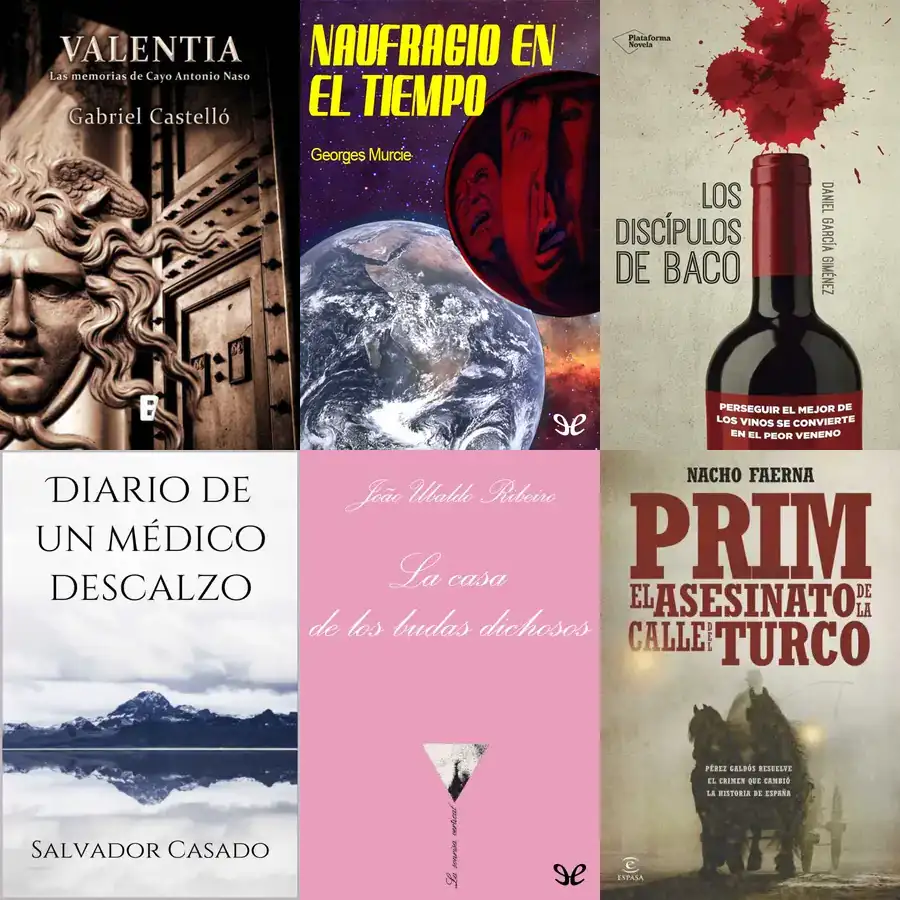 VALENTIA
Las memorias de Cayo Antonio Naso
Gabriel Castelló
B
NAUFRAGIO EN
EL TIEMPO
Georges Murcie
Plataforma
Novela
LOS
DISCÍPULOS
DE BACO
DANIEL GARCÍA GIMÉNEZ
PERSEGUIR EL MEJOR DE
LOS VINOS SE CONVIERTE
EN EL PEOR VENENO
DIARIO DE
UN MÉDICO
DESCALZO
SALVADOR CASADO
João Ubaldo Ribeiro
La casa
de los budas dichosos
La sonrisa vertical
NACHO FAERNA
PRIM
EL ASESINATO DE LA
CALLE DEL TURCO
PÉREZ GALDÓS RESUELVE
EL CRIMEN QUE CAMBIÓ
LA HISTORIA DE ESPAÑA
ESPASA